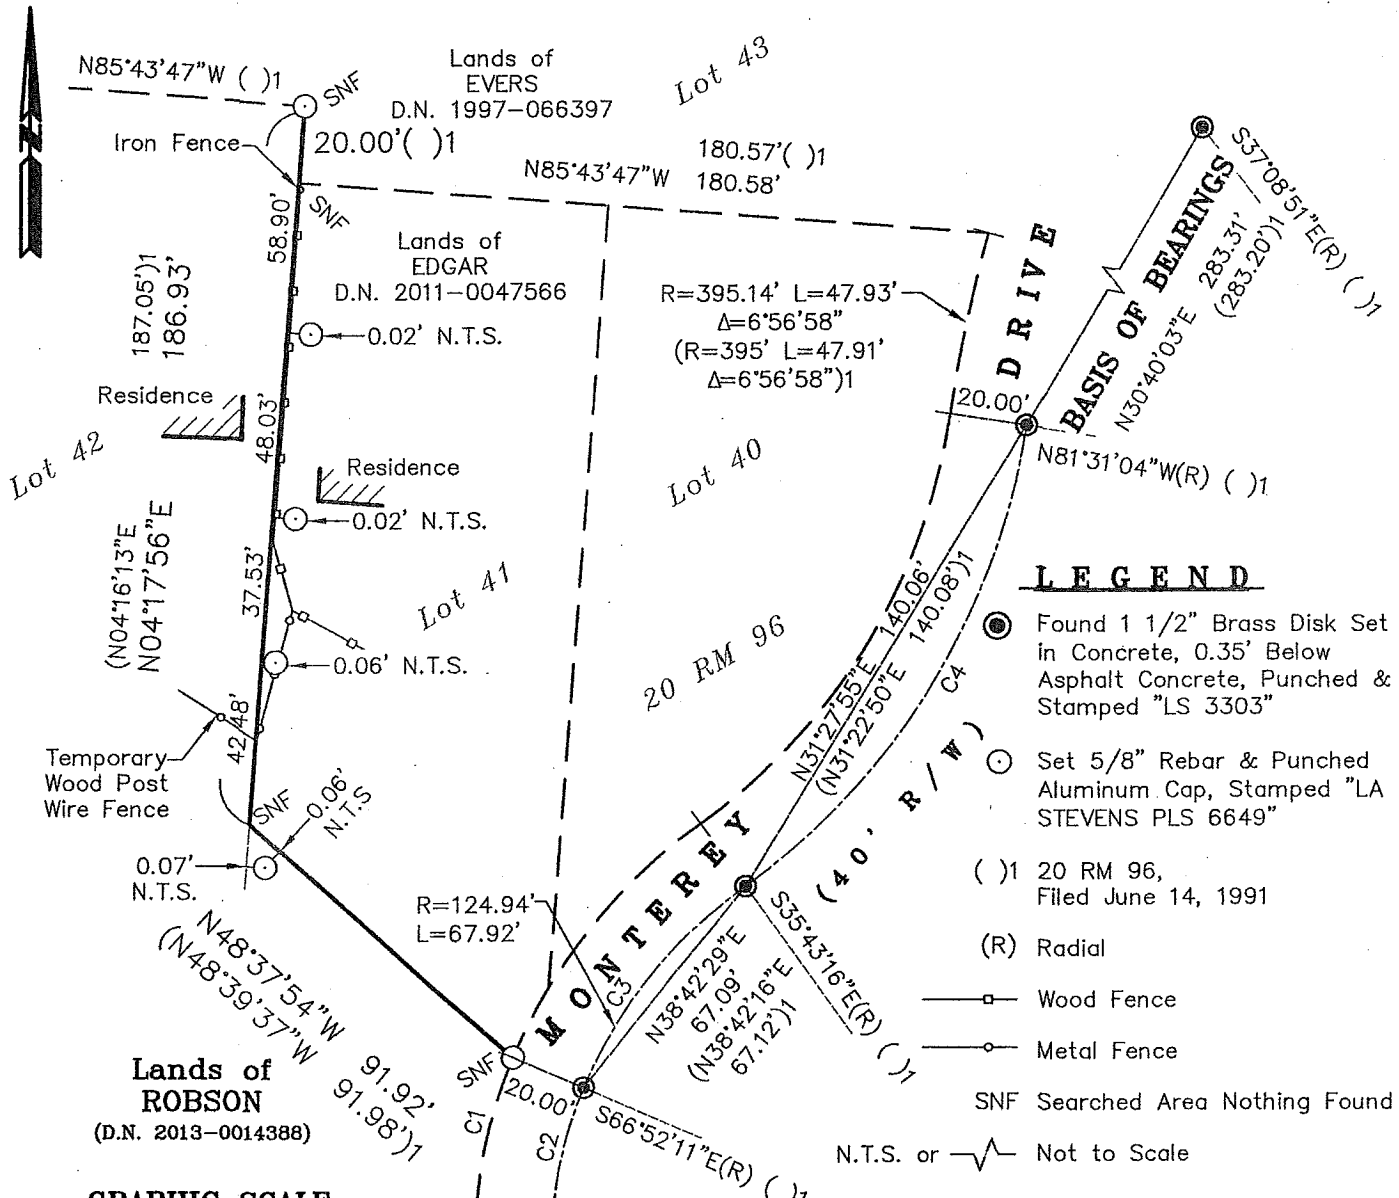 N
N85°43'47"W ( )1
SNF
Lands of
EVERS
D.N. 1997-066397
Lot 43
Iron Fence
20.00'( )1
180.57'( )1
N85°43'47"W 180.58'
SNF
58.90'
S37°08'51"E(R) ( )1
Lands of
EDGAR
D.N. 2011-0047566
187.05')1
186.93'
R=395.14' L=47.93'
Δ=6°56'58"
(R=395' L=47.91'
Δ=6°56'58")1
DRIVE
BASIS OF BEARINGS
N30°40'03"E 283.31'
(283.20')1
0.02' N.T.S.
Residence
48.03'
20.00'
N81°31'04"W(R) ( )1
Lot 42
Residence
Lot 40
0.02' N.T.S.
(N04°16'13"E
N04°17'56"E
37.53'
Lot 41
140.06'
140.08')1
N31°27'55"E
(N31°22'50"E
C4
20 RM 96
0.06' N.T.S.
42.48'
Temporary
Wood Post
Wire Fence
SNF
0.06'
N.T.S
0.07'
N.T.S.
N48°37'54"W 91.92'
(N48°39'37"W 91.98')1
R=124.94'
L=67.92'
MONTEREY
(40' R/W)
C3
N38°42'29"E
67.09'
(N38°42'16"E
67.12')1
S35°43'16"E(R) ( )1
SNF
20.00'
S66°52'11"E(R) ( )1
C1
C2
Lands of
ROBSON
(D.N. 2013-0014388)
GRAPHIC SCALE
LEGEND
Found 1 1/2" Brass Disk Set
in Concrete, 0.35' Below
Asphalt Concrete, Punched &
Stamped "LS 3303"
Set 5/8" Rebar & Punched
Aluminum Cap, Stamped "LA
STEVENS PLS 6649"
( )1 20 RM 96,
Filed June 14, 1991
(R) Radial
Wood Fence
Metal Fence
SNF Searched Area Nothing Found
N.T.S. or Not to Scale